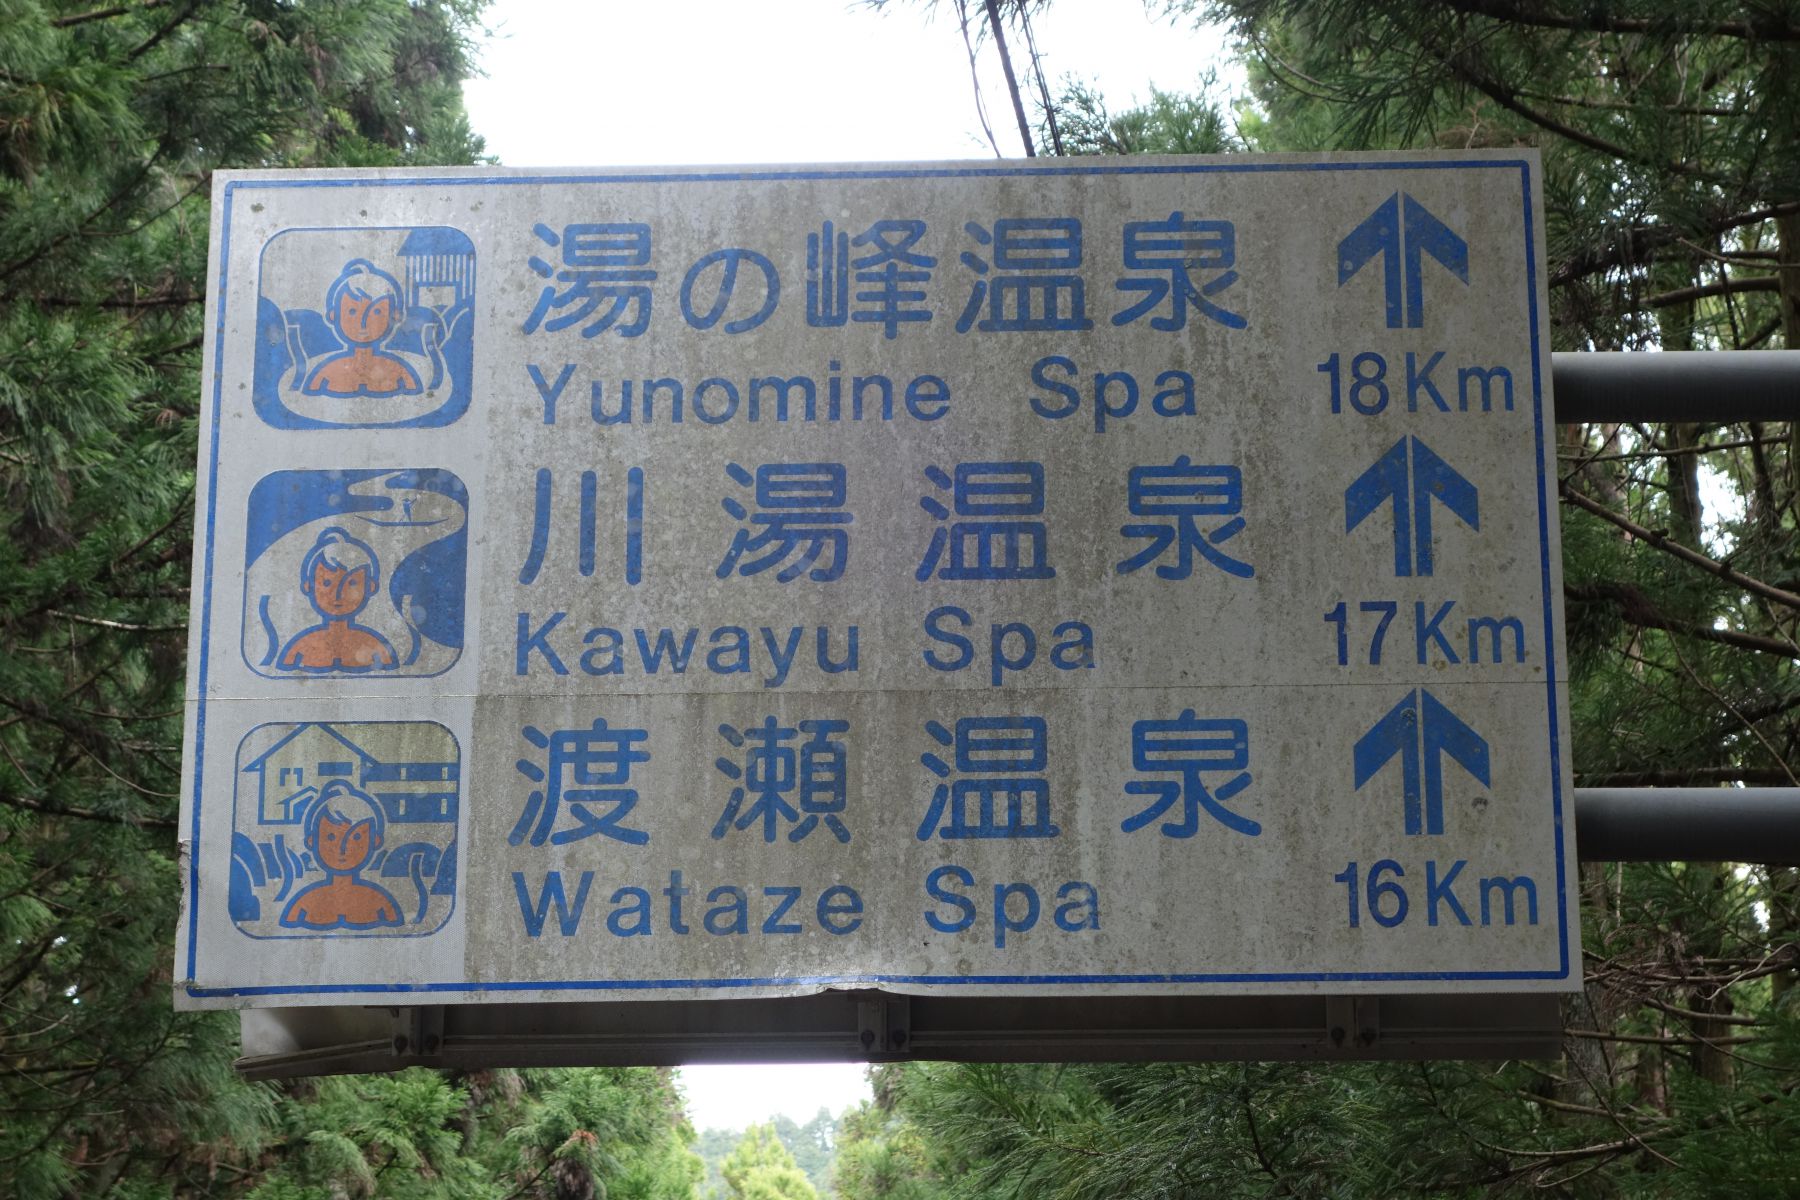 湯の峰温泉
Yunomine Spa 18Km
川湯温泉
Kawayu Spa 17Km
渡瀬温泉
Wataze Spa 16Km